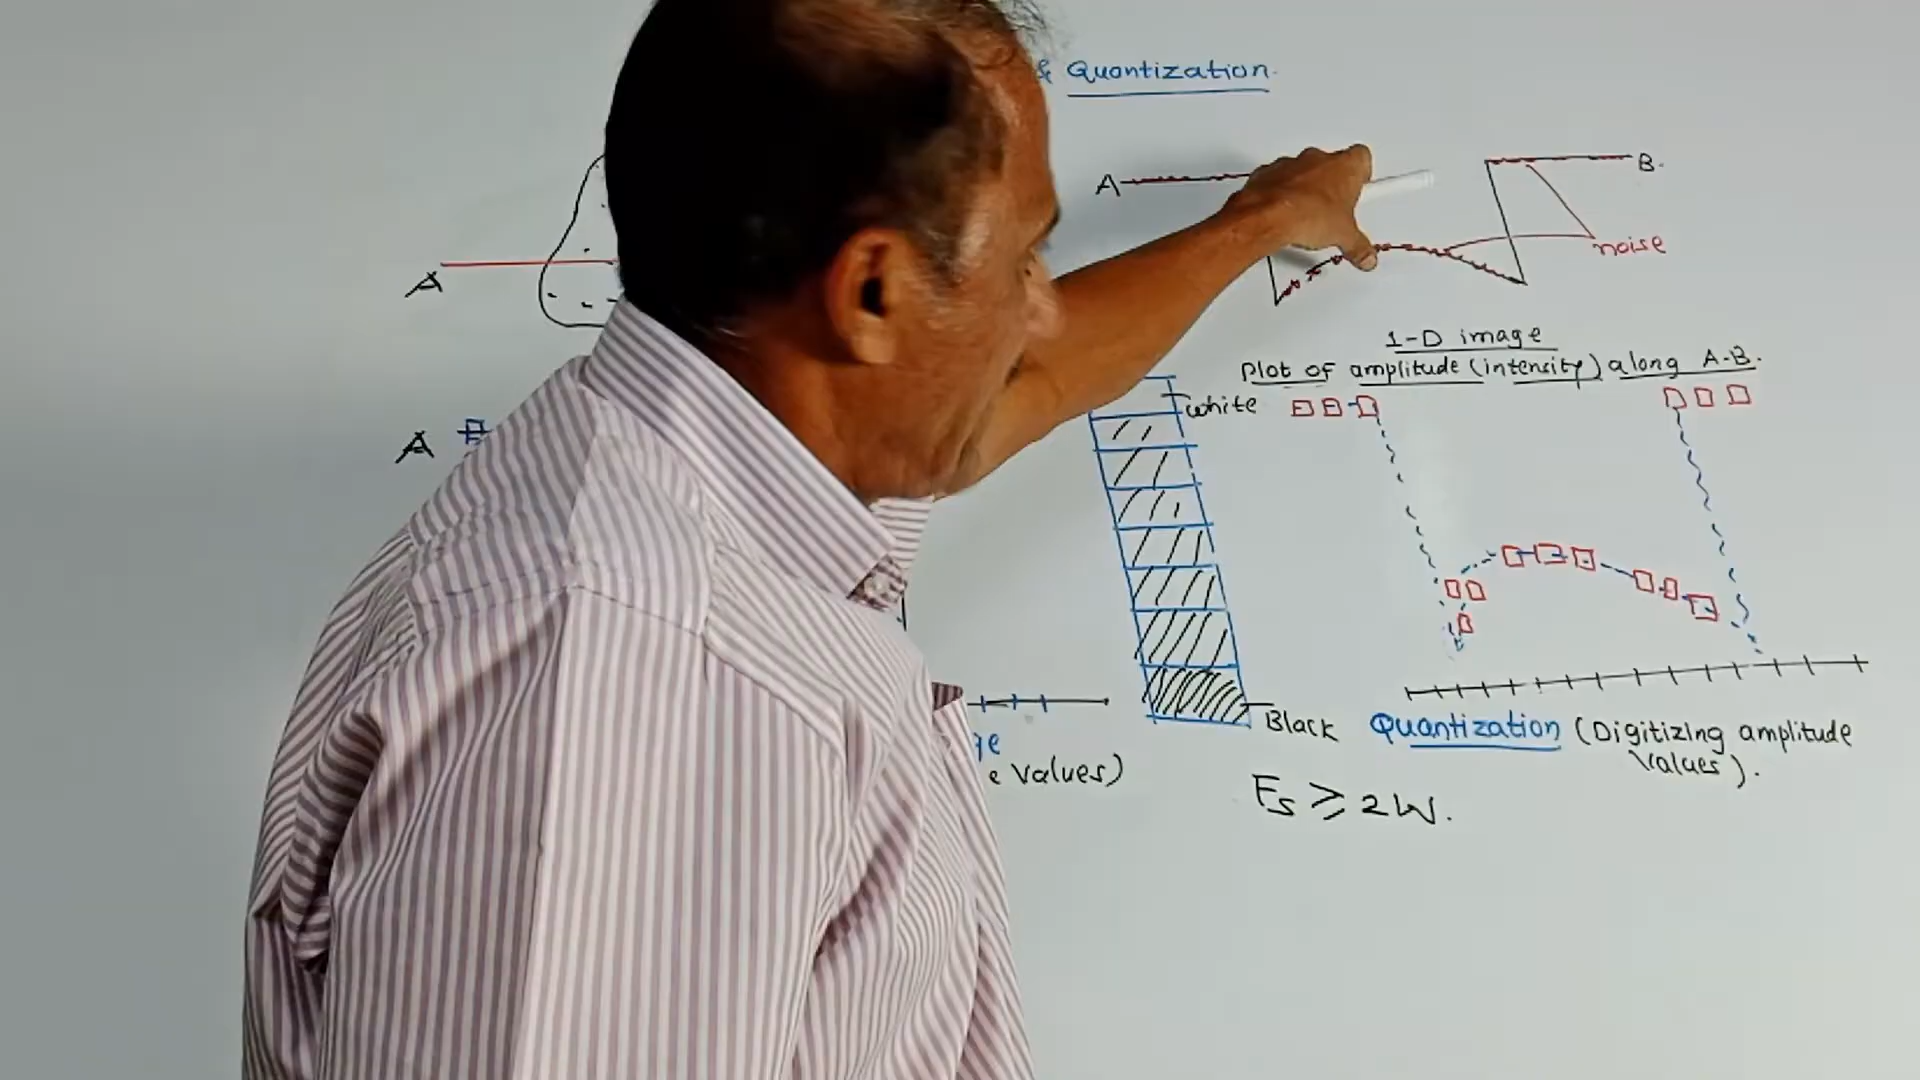 & Quantization.
A
B.
noise
A
1-D image
Plot of amplitude (intensity) along A-B.
white
A
Black
Quantization (Digitizing amplitude
values).
e values)
Fs ≥ 2W.